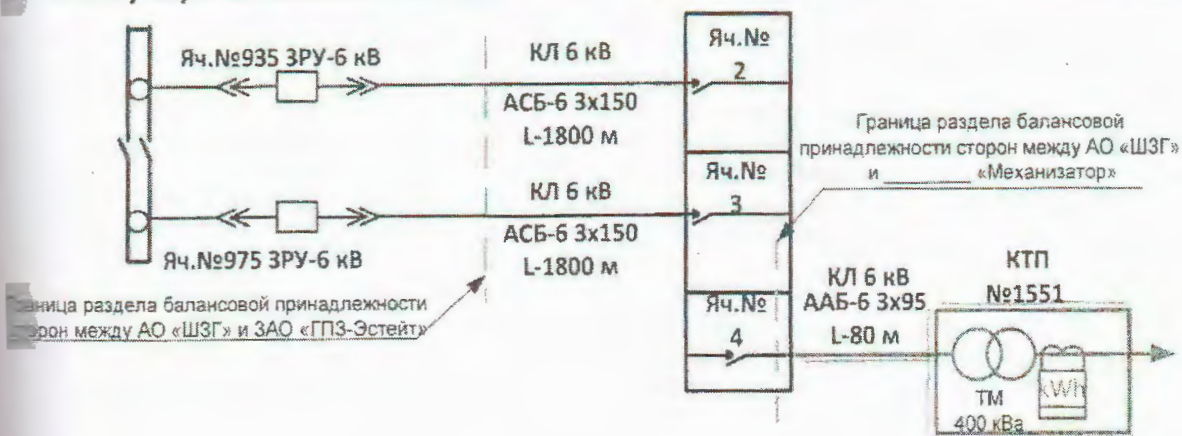 Яч.№935 ЗРУ-6 кВ
КЛ 6 кВ
АСБ-6 3х150
L-1800 м
Яч.№
2
Граница раздела балансовой
принадлежности сторон между АО «ШЗГ»
и ________ «Механизатор»
Яч.№975 ЗРУ-6 кВ
КЛ 6 кВ
АСБ-6 3х150
L-1800 м
Яч.№
3
раздела балансовой принадлежности
между АО «ШЗГ» и ЗАО «ГПЗ-Эстейт»
Яч.№
4
КЛ 6 кВ
ААБ-6 3х95
L-80 м
КТП
№1551
ТМ
400 кВа
kWh